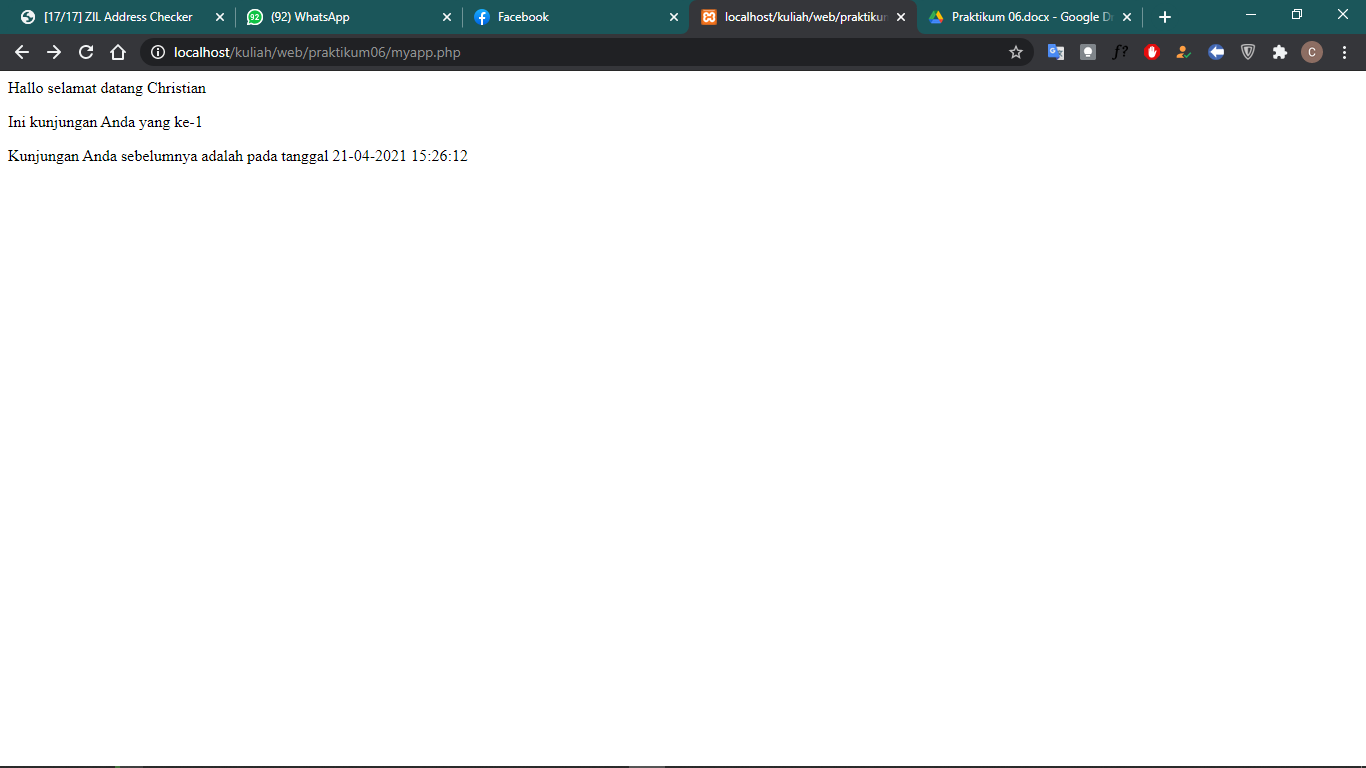 [17/17] ZIL Address Checker
(92) WhatsApp
Facebook
localhost/kuliah/web/praktikum
Praktikum 06.docx - Google Dr
localhost/kuliah/web/praktikum06/myapp.php
Hallo selamat datang Christian
Ini kunjungan Anda yang ke-1
Kunjungan Anda sebelumnya adalah pada tanggal 21-04-2021 15:26:12